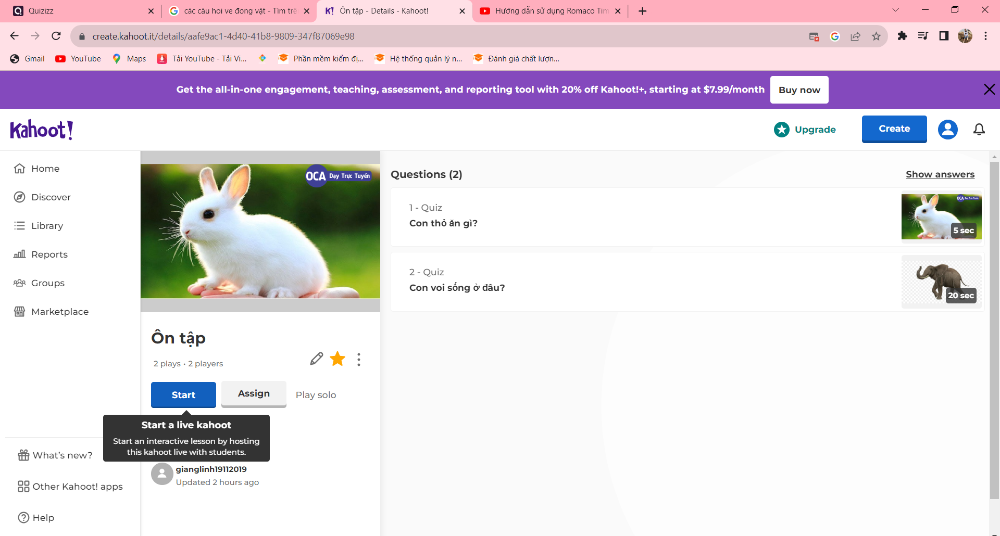 Quizizz
các câu hoi ve đong vật - Tìm trê
Ôn tập - Details - Kahoot!
Hướng dẫn sử dụng Romaco Tim
create.kahoot.it/details/aafe9ac1-4d40-41b8-9809-347f87069e98
Gmail
YouTube
Maps
Tải YouTube - Tải Vi...
Phần mềm kiểm đị...
Hệ thống quản lý n...
Đánh giá chất lượn...
Get the all-in-one engagement, teaching, assessment, and reporting tool with 20% off Kahoot!+, starting at $7.99/month
Buy now
Kahoot!
Upgrade
Create
Home
Discover
Library
Reports
Groups
Marketplace
What's new?
Other Kahoot! apps
Help
OCA Dạy Trực Tuyến
Ôn tập
2 plays • 2 players
Start
Assign
Play solo
Start a live kahoot
Start an interactive lesson by hosting
this kahoot live with students.
gianglinh19112019
Updated 2 hours ago
Questions (2)
Show answers
1 - Quiz
Con thỏ ăn gì?
OCA Dạy Trực Tuyến
5 sec
2 - Quiz
Con voi sống ở đâu?
20 sec